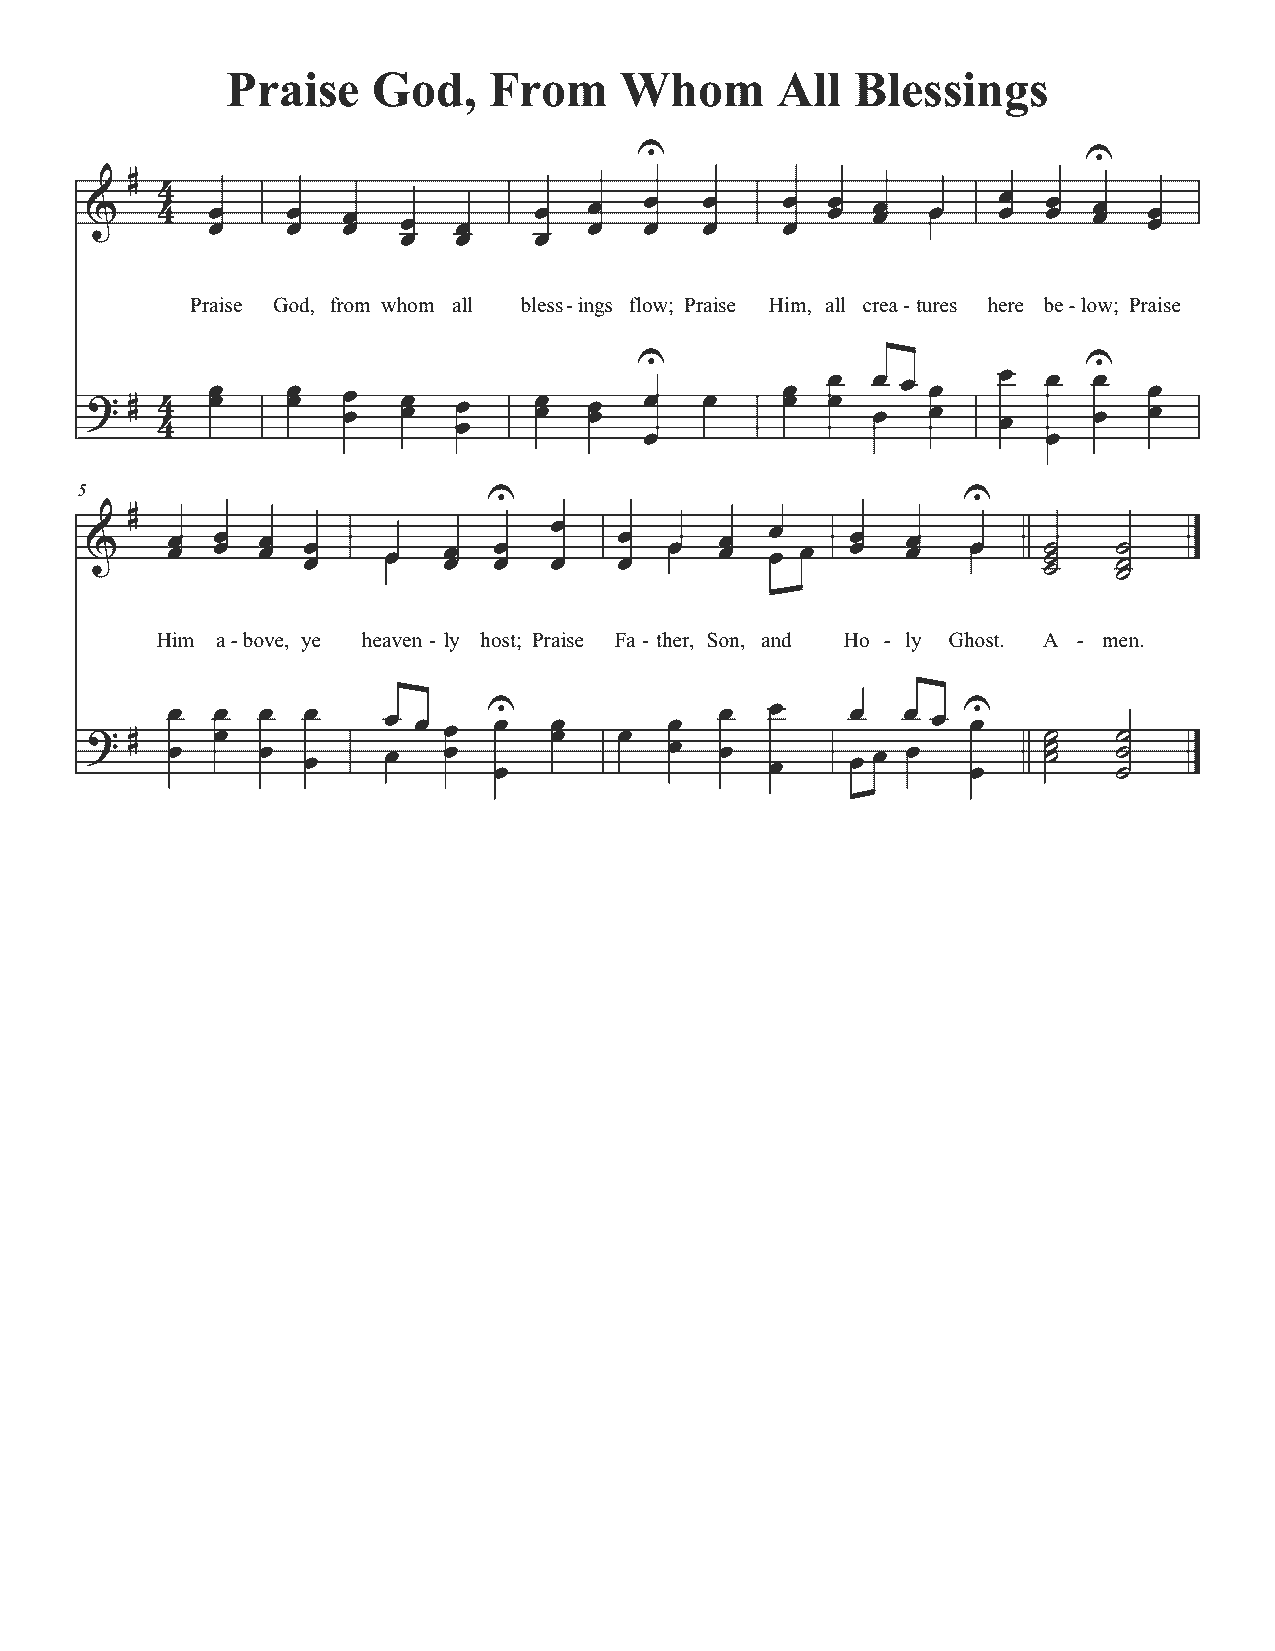 Praise God, From Whom All Blessings
4
4
Praise God, from whom all bless - ings flow; Praise Him, all crea - tures here be - low; Praise
4
4
5
Him a - bove, ye heaven - ly host; Praise Fa - ther, Son, and Ho - ly Ghost. A - men.